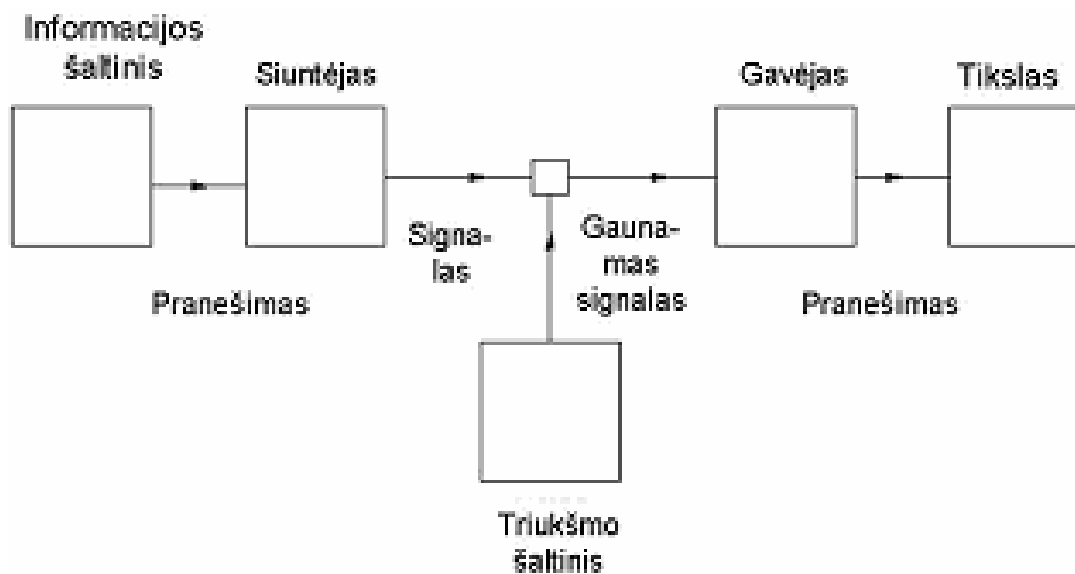 Informacijos
šaltinis
Siuntėjas
Gavėjas
Tikslas
Signa-
las
Gauna-
mas
signalas
Pranešimas
Pranešimas
Triukšmo
šaltinis